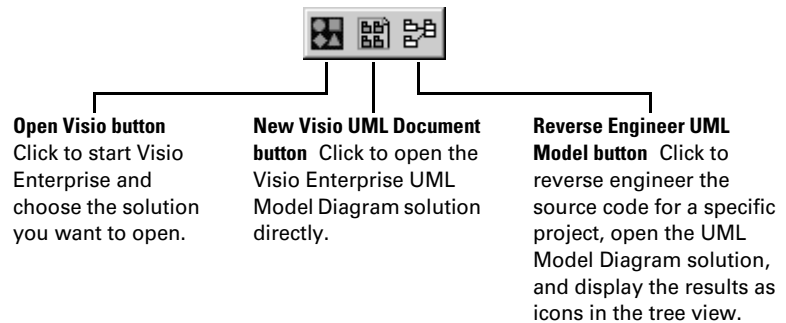 Open Visio button
Click to start Visio
Enterprise and
choose the solution
you want to open.
New Visio UML Document
button  Click to open the
Visio Enterprise UML
Model Diagram solution
directly.
Reverse Engineer UML
Model button  Click to
reverse engineer the
source code for a specific
project, open the UML
Model Diagram solution,
and display the results as
icons in the tree view.